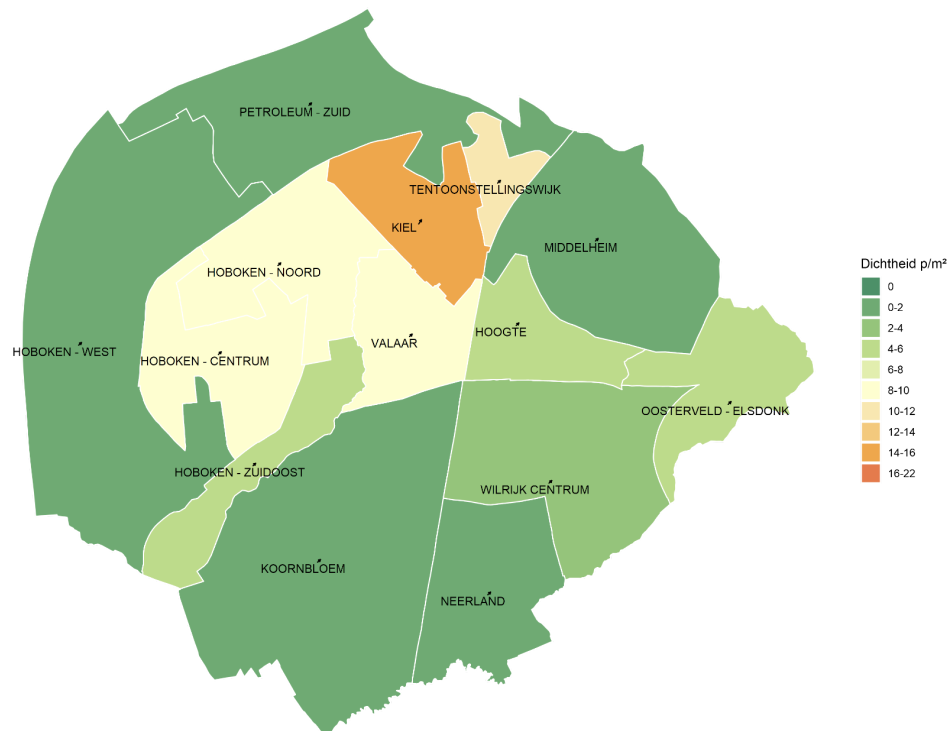 PETROLEUM - ZUID
TENTOONSTELLINGSWIJK
KIEL
MIDDELHEIM
HOBOKEN - NOORD
HOOGTE
VALAAR
HOBOKEN - WEST
HOBOKEN - CENTRUM
OOSTERVELD - ELSDONK
HOBOKEN - ZUIDOOST
WILRIJK CENTRUM
KOORNBLOEM
NEERLAND
Dichtheid p/m²
0
0-2
2-4
4-6
6-8
8-10
10-12
12-14
14-16
16-22